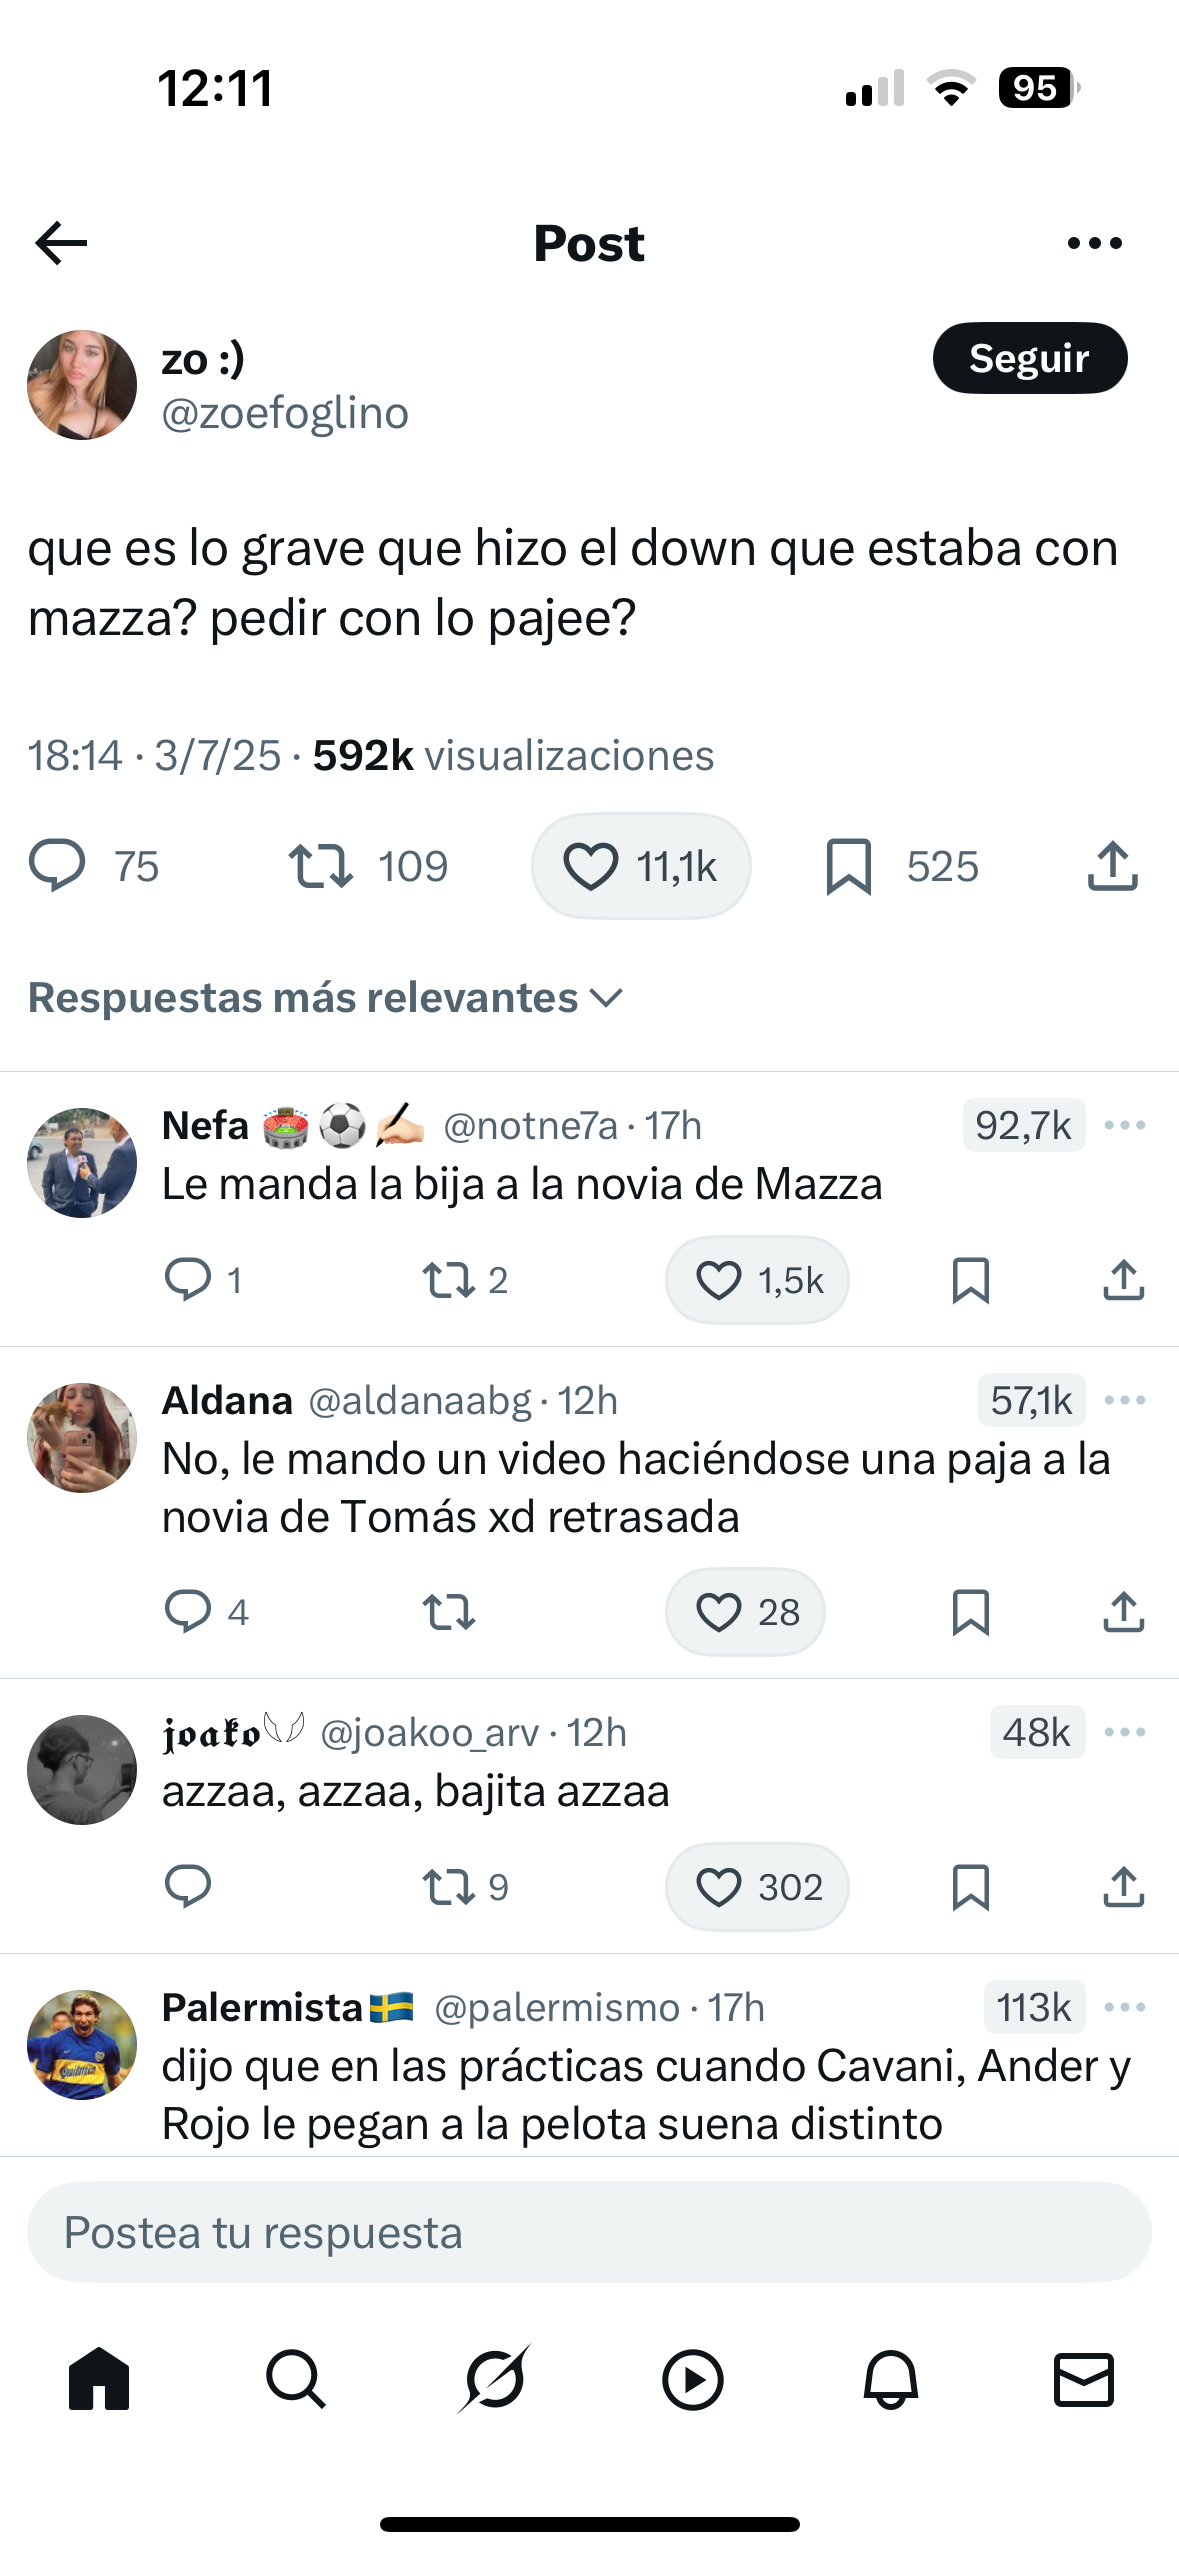 12:11
95
Post
zo :)
Seguir
@zoefoglino
que es lo grave que hizo el down que estaba con
mazza? pedir con lo pajee?
18:14 · 3/7/25 · 592k visualizaciones
75 109 11,1k 525
Respuestas más relevantes
Nefa 🏟️⚽✍🏻 @notne7a · 17h 92,7k
Le manda la bija a la novia de Mazza
1 2 1,5k
Aldana @aldanaabg · 12h 57,1k
No, le mando un video haciéndose una paja a la
novia de Tomás xd retrasada
4 28
𝖏𝖔𝖆𝖐𝖔 @joakoo_arv · 12h 48k
azzaa, azzaa, bajita azzaa
9 302
Palermista🇸🇪 @palermismo · 17h 113k
dijo que en las prácticas cuando Cavani, Ander y
Rojo le pegan a la pelota suena distinto
Postea tu respuesta